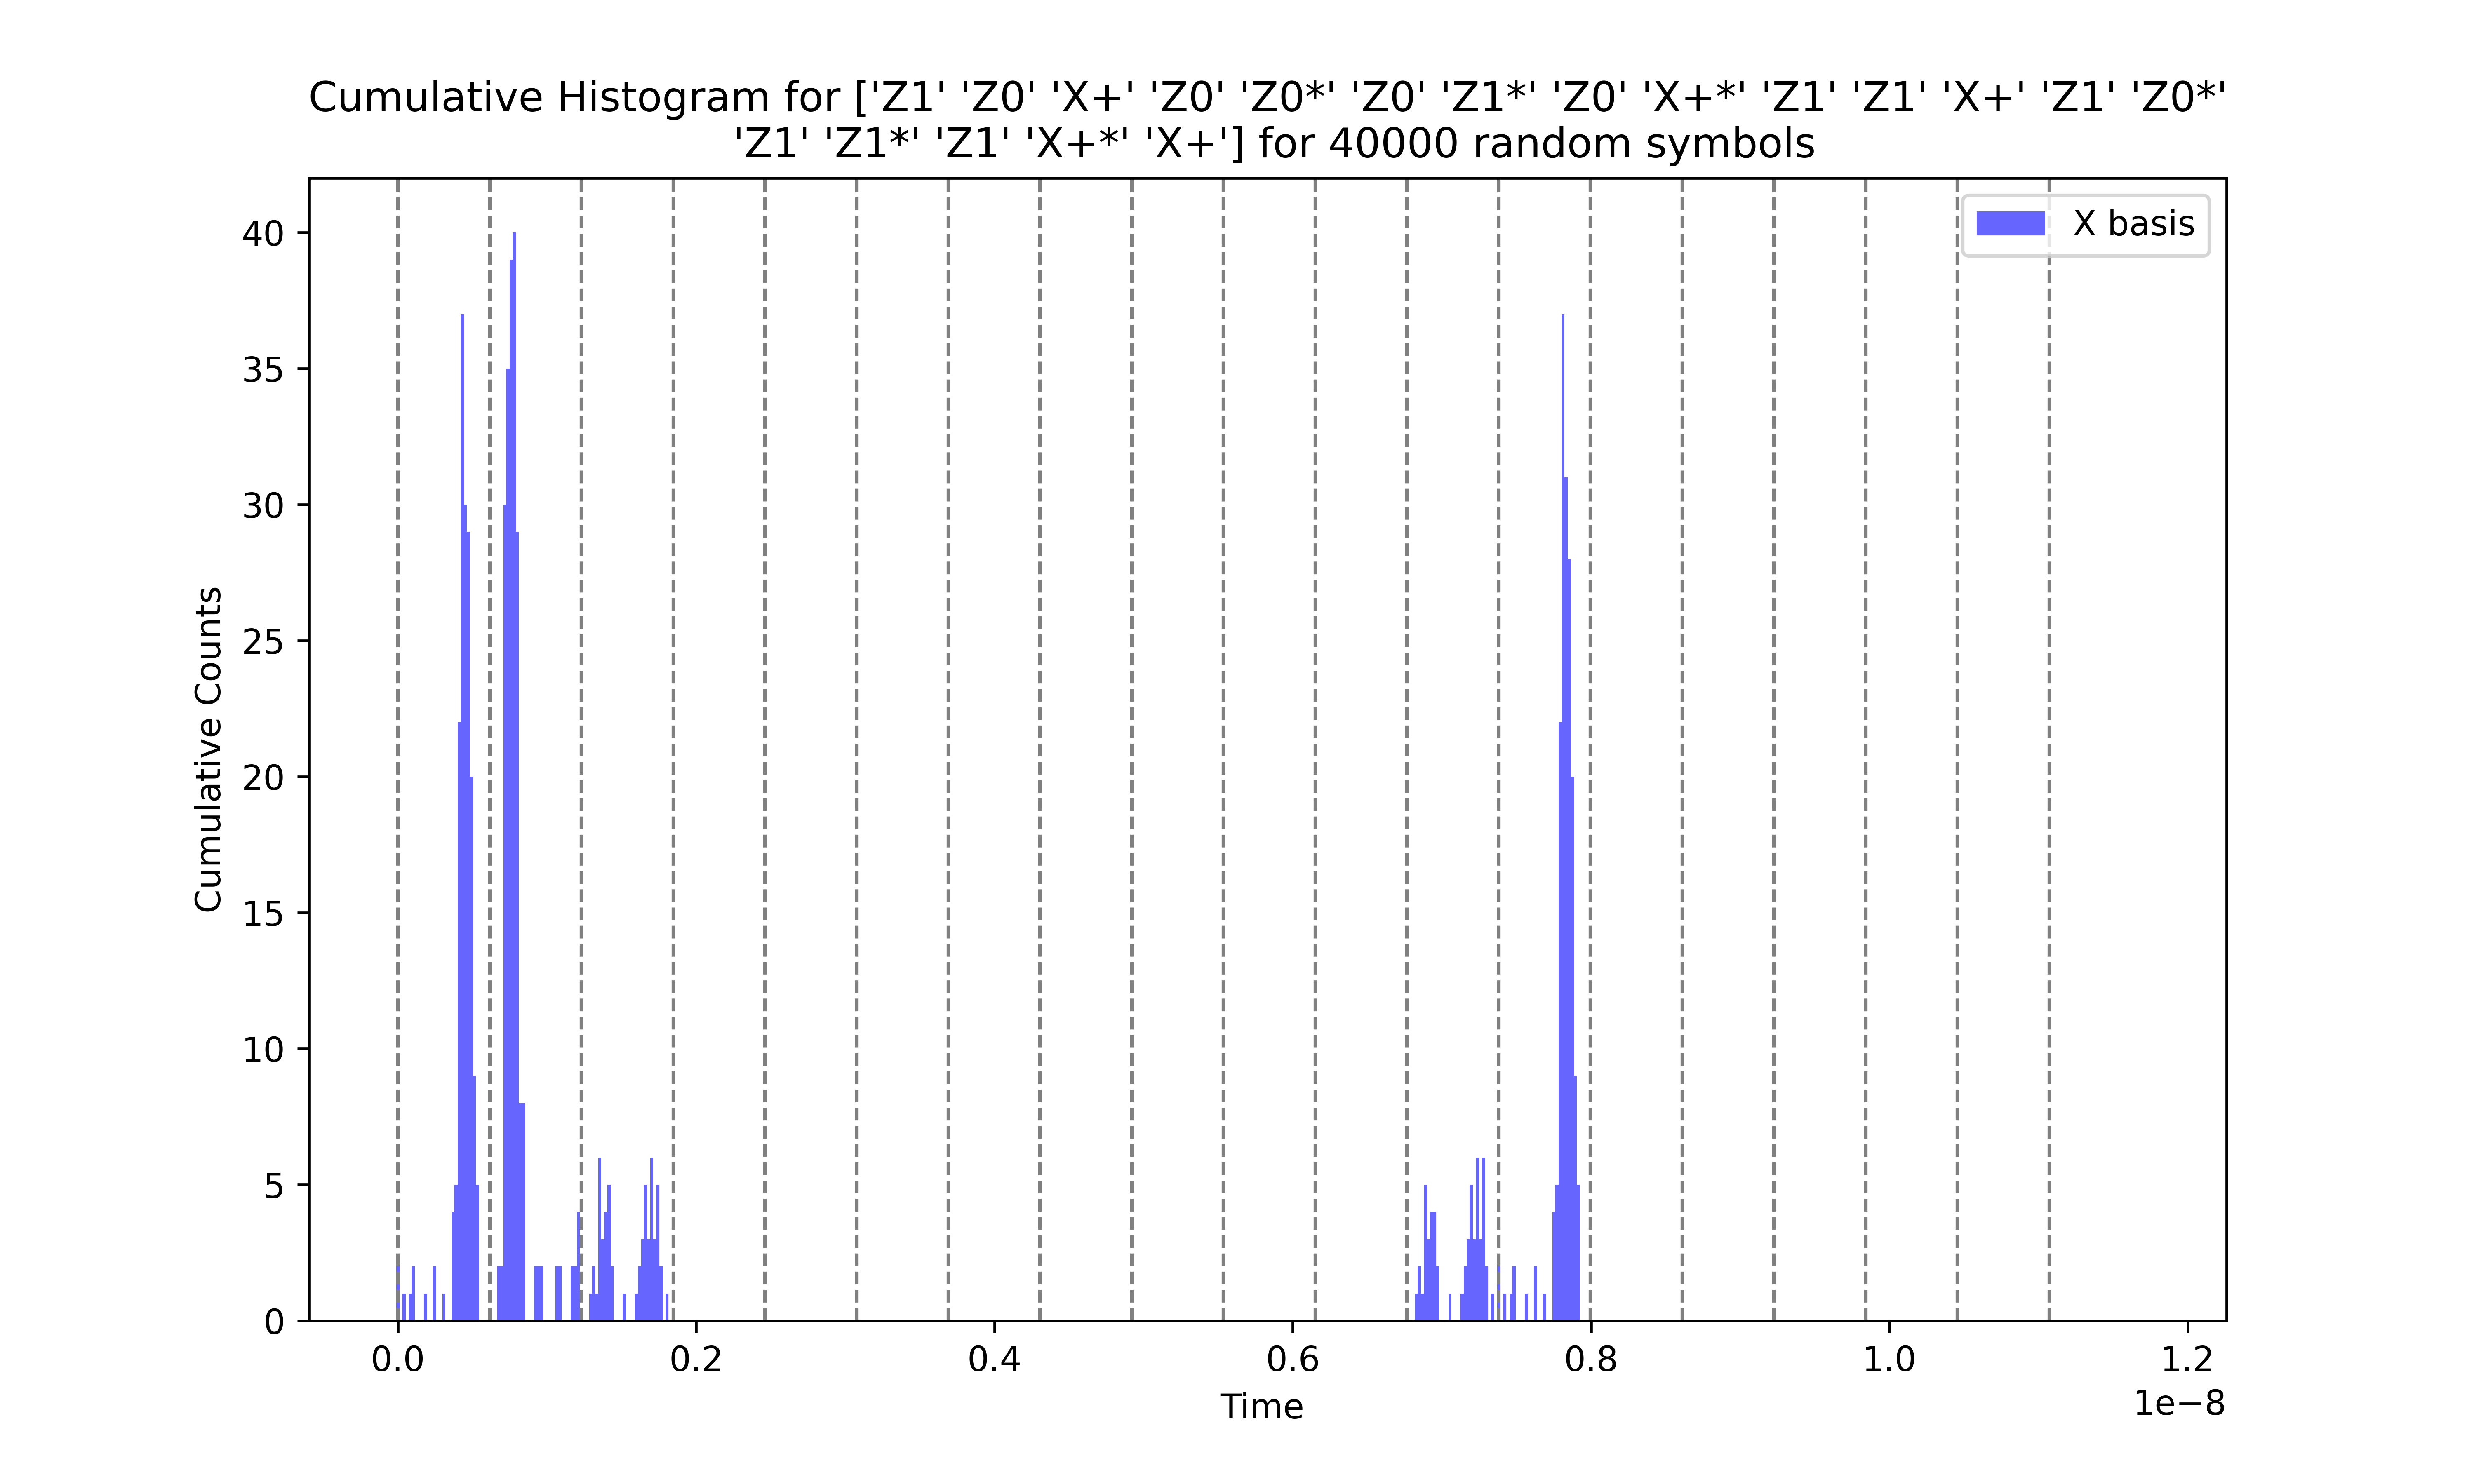 Cumulative Histogram for ['Z1' 'Z0' 'X+' 'Z0' 'Z0*' 'Z0' 'Z1*' 'Z0' 'X+*' 'Z1' 'Z1' 'X+' 'Z1' 'Z0*'
'Z1' 'Z1*' 'Z1' 'X+*' 'X+'] for 40000 random symbols
X basis
40
35
30
25
20
15
10
5
0
Cumulative Counts
0.0 0.2 0.4 0.6 0.8 1.0 1.2
1e−8
Time